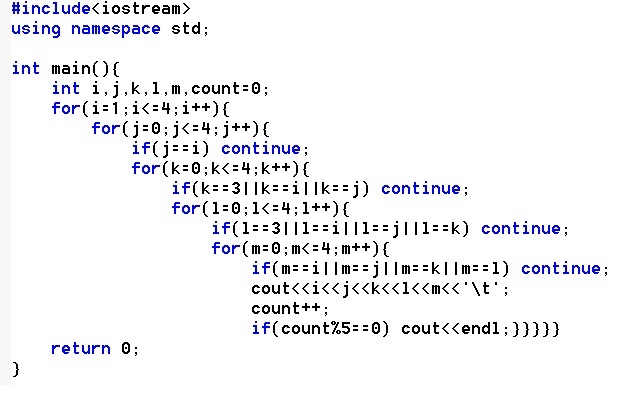 #include<iostream>
using namespace std;
int main(){
    int i,j,k,l,m,count=0;
    for(i=1;i<=4;i++){
        for(j=0;j<=4;j++){
            if(j==i) continue;
            for(k=0;k<=4;k++){
                if(k==3||k==i||k==j) continue;
                for(l=0;l<=4;l++){
                    if(l==3||l==i||l==j||l==k) continue;
                    for(m=0;m<=4;m++){
                        if(m==i||m==j||m==k||m==l) continue;
                        cout<<i<<j<<k<<l<<m<<'\t';
                        count++;
                        if(count%5==0) cout<<endl;}}}}}
    return 0;
}